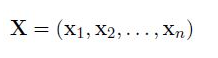 X = (x₁, x₂, . . . , xₙ)